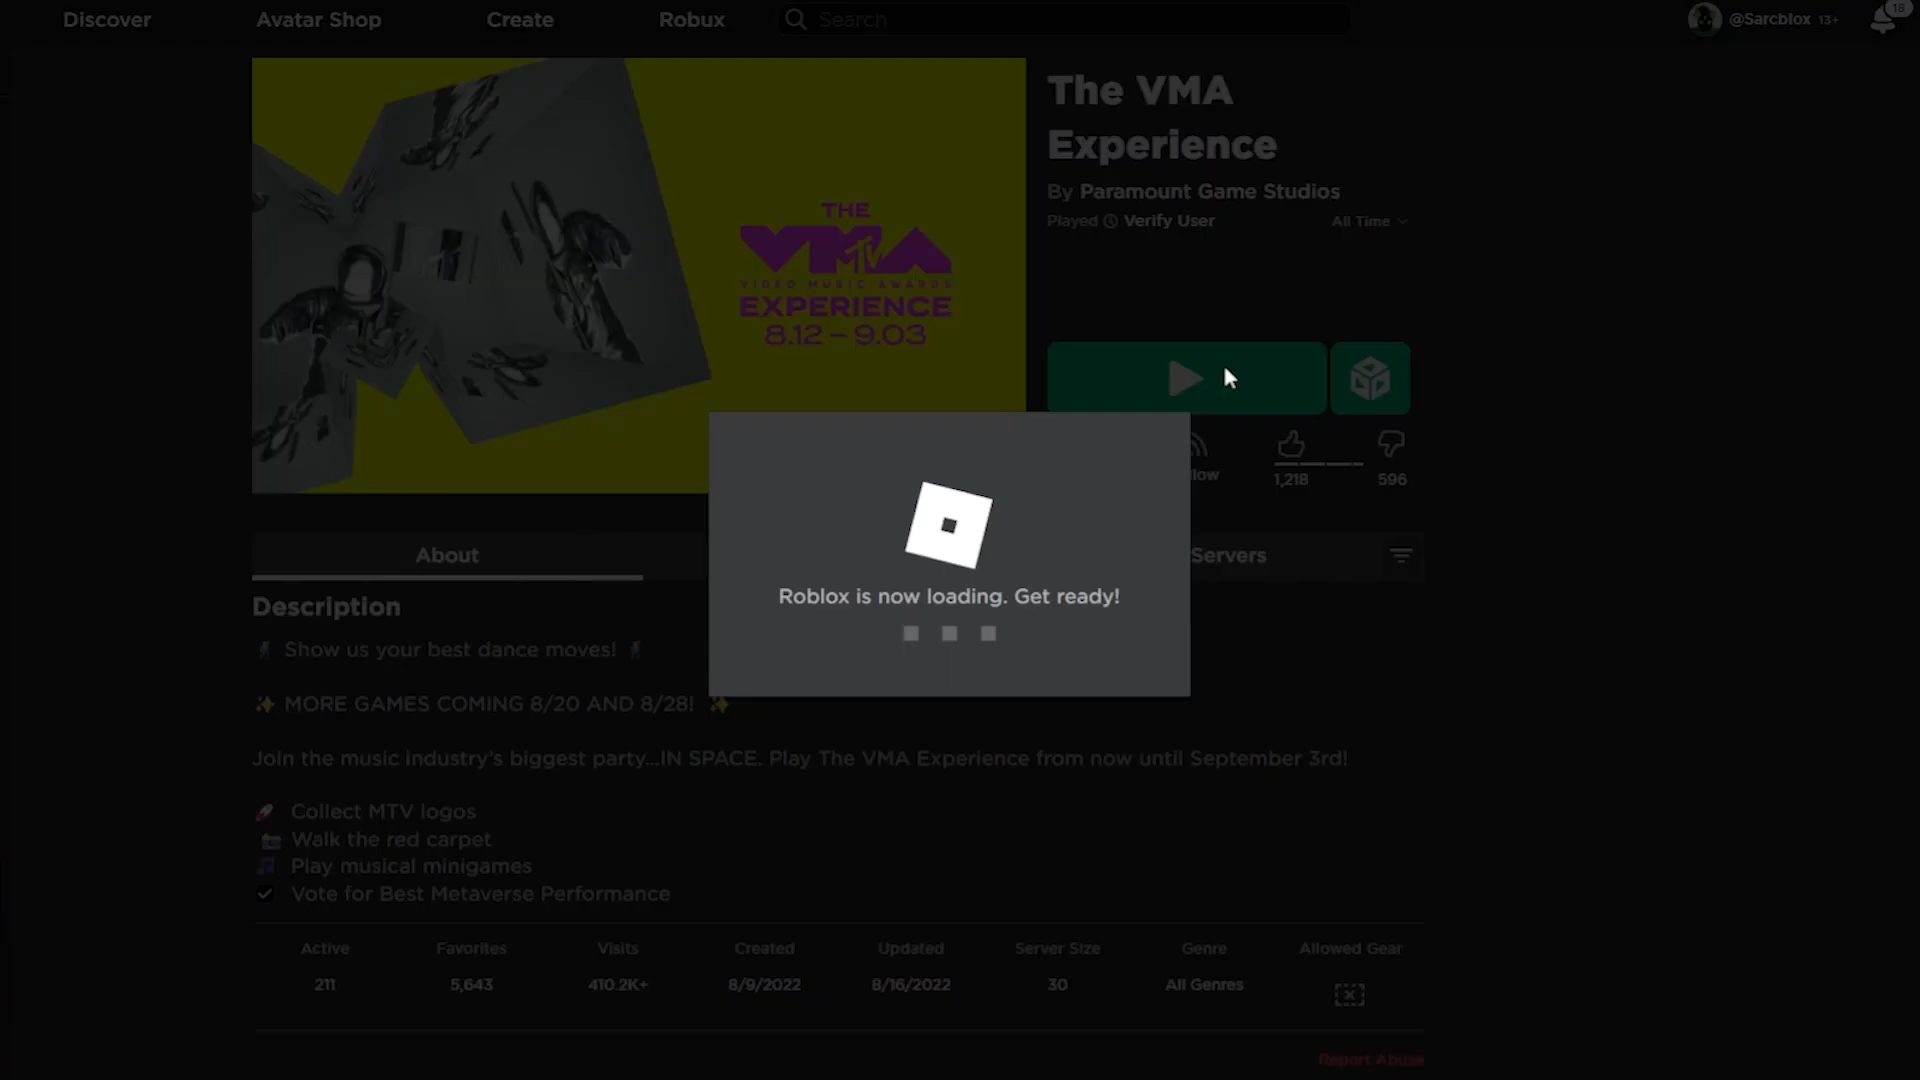 Discover
Avatar Shop
Create
Robux
Search
@Sarcblox 13+
18
The VMA
Experience
By Paramount Game Studios
Played Verify User
All Time
THE
VMA
MTV
VIDEO MUSIC AWARDS
EXPERIENCE
8.12 – 9.03
llow
1,218
596
About
Servers
Roblox is now loading. Get ready!
Description
Show us your best dance moves!
MORE GAMES COMING 8/20 AND 8/28!
Join the music industry's biggest party...IN SPACE. Play The VMA Experience from now until September 3rd!
Collect MTV logos
Walk the red carpet
Play musical minigames
Vote for Best Metaverse Performance
Active Favorites Visits Created Updated Server Size Genre Allowed Gear
211 5,643 410.2K+ 8/9/2022 8/16/2022 30 All Genres
Report Abuse